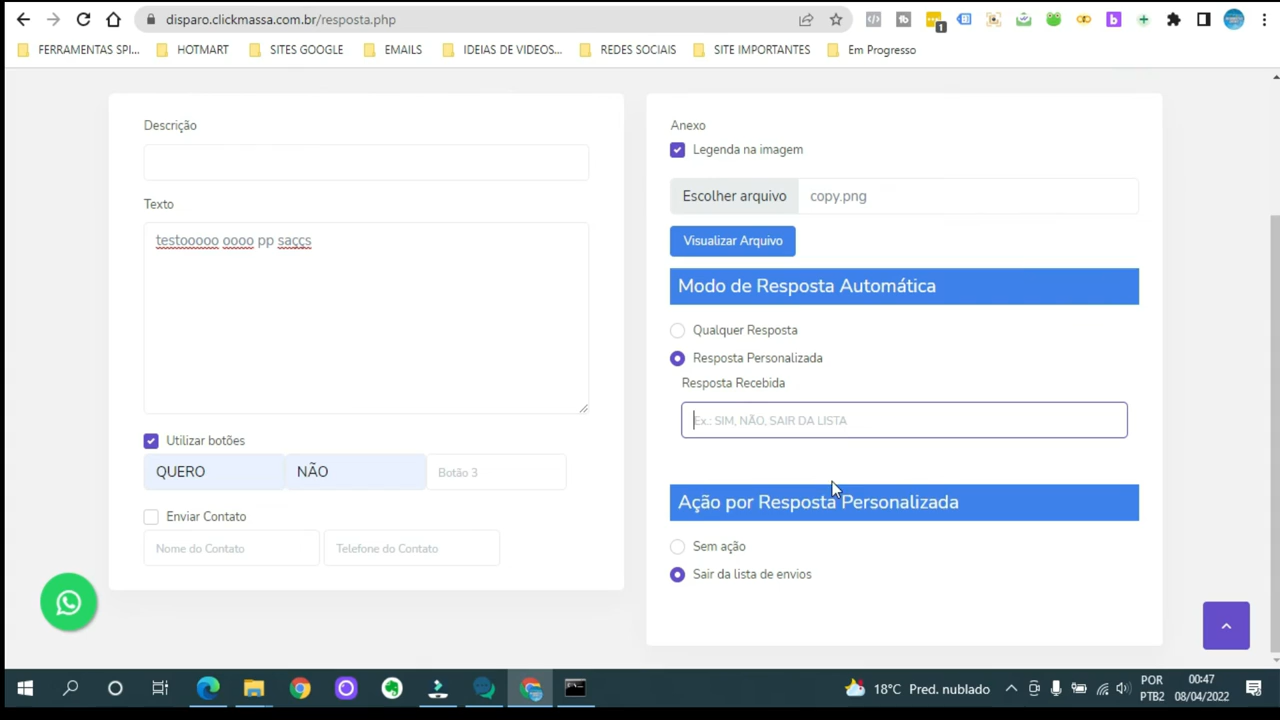 disparo.clickmassa.com.br/resposta.php
1
FERRAMENTAS SPI... HOTMART SITES GOOGLE EMAILS IDEIAS DE VIDEOS... REDES SOCIAIS SITE IMPORTANTES Em Progresso
Descrição
Texto
testooooo oooo pp saççs
Utilizar botões
QUERO NÃO Botão 3
Enviar Contato
Nome do Contato Telefone do Contato
Anexo
Legenda na imagem
Escolher arquivo copy.png
Visualizar Arquivo
Modo de Resposta Automática
Qualquer Resposta
Resposta Personalizada
Resposta Recebida
Ex.: SIM, NÃO, SAIR DA LISTA
Ação por Resposta Personalizada
Sem ação
Sair da lista de envios
18°C Pred. nublado
POR
PTB2
00:47
08/04/2022